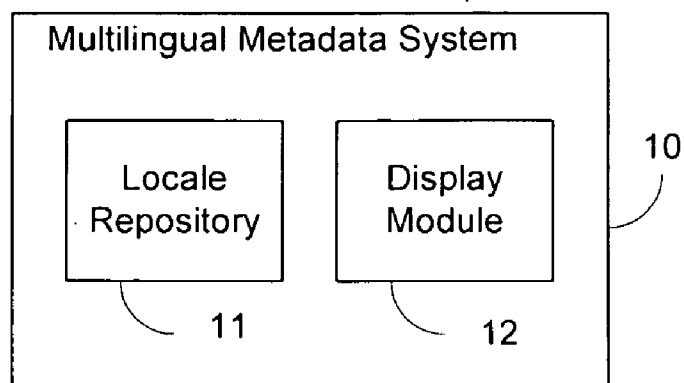 Multilingual Metadata System
Locale
Repository
Display
Module
10
11
12